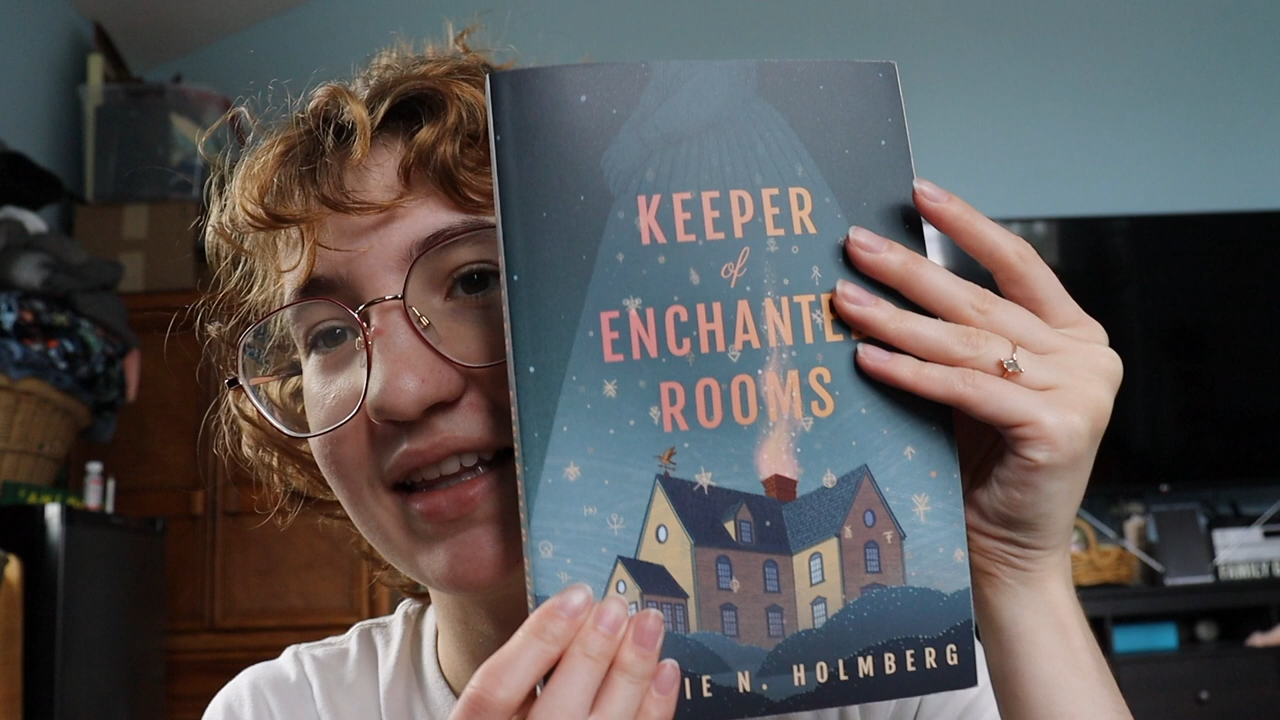 KEEPER
of
ENCHANTE
ROOMS
IE N. HOLMBERG